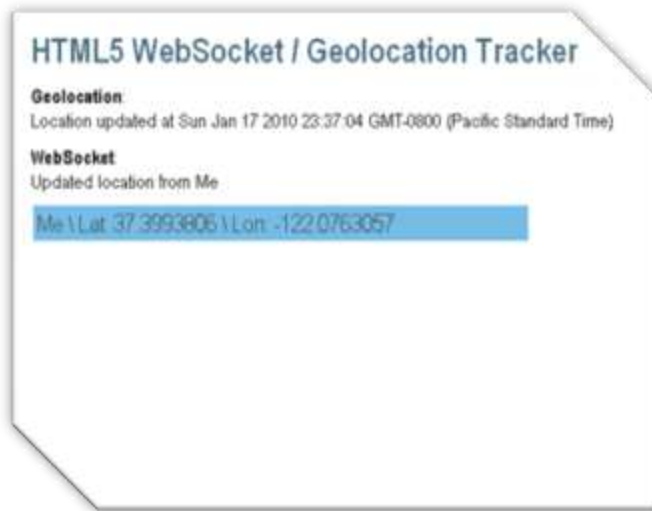 HTML5 WebSocket / Geolocation Tracker
Geolocation
Location updated at Sun Jan 17 2010 23:37:04 GMT-0800 (Pacific Standard Time)
WebSocket
Updated location from Me
Me \ Lat: 37.3993806 \ Lon: -122.0763057